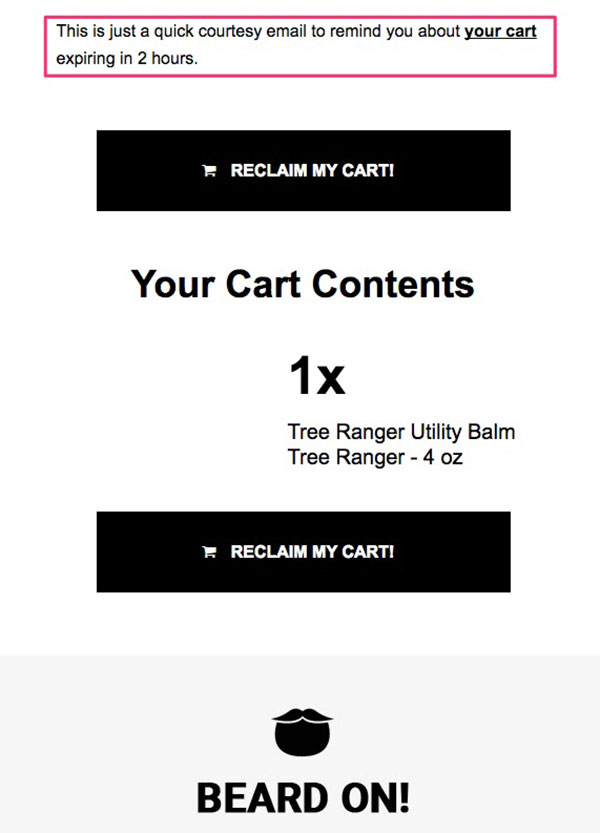 This is just a quick courtesy email to remind you about your cart
expiring in 2 hours.
RECLAIM MY CART!
Your Cart Contents
1x
Tree Ranger Utility Balm
Tree Ranger - 4 oz
RECLAIM MY CART!
BEARD ON!